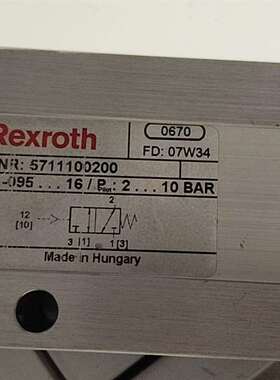 Rexroth
0670
FD: 07W34
NR: 5711100200
-095 ... 16 / P Pilot : 2 ... 10 BAR
2
12
[10]
3 [1] 1 [3]
Made in Hungary